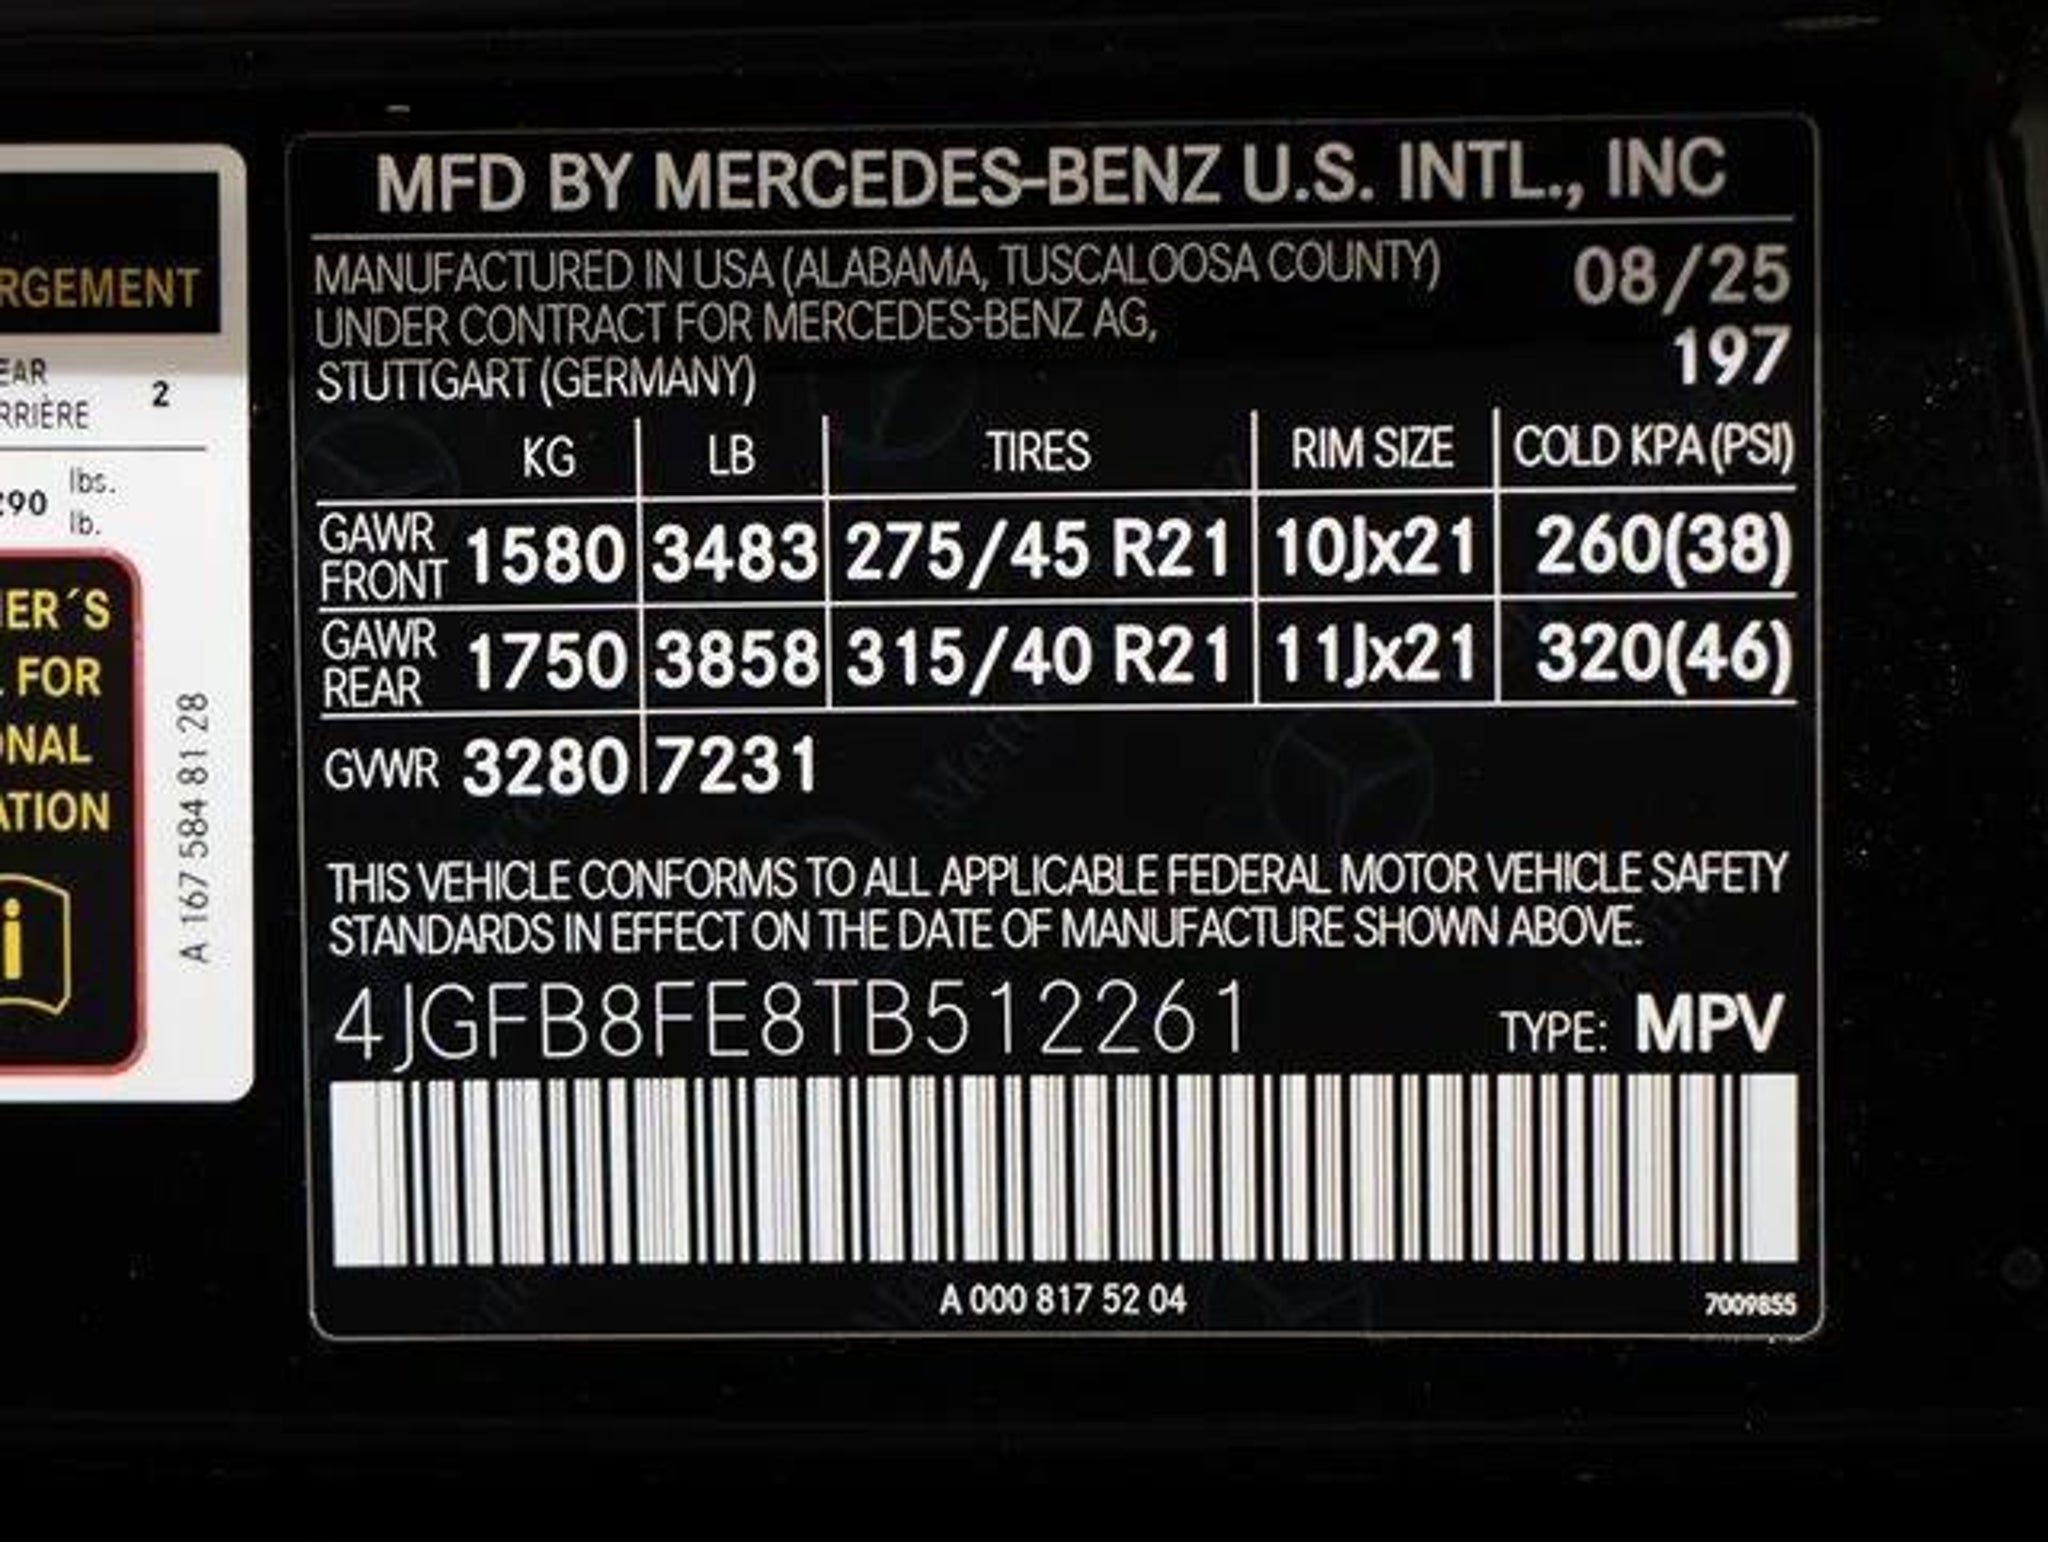 RGEMENT
EAR
RRIÈRE 2
290 lbs.
lb.
ER´S
FOR
ONAL
ATION
i
A 167 584 81 28
MFD BY MERCEDES-BENZ U.S. INTL., INC
MANUFACTURED IN USA (ALABAMA, TUSCALOOSA COUNTY) 08/25
UNDER CONTRACT FOR MERCEDES-BENZ AG,
STUTTGART (GERMANY) 197
KG LB TIRES RIM SIZE COLD KPA (PSI)
GAWR FRONT 1580 3483 275/45 R21 10Jx21 260(38)
GAWR REAR 1750 3858 315/40 R21 11Jx21 320(46)
GVWR 3280 7231
THIS VEHICLE CONFORMS TO ALL APPLICABLE FEDERAL MOTOR VEHICLE SAFETY
STANDARDS IN EFFECT ON THE DATE OF MANUFACTURE SHOWN ABOVE.
4JGFB8FE8TB512261 TYPE: MPV
A 000 817 52 04 7009855